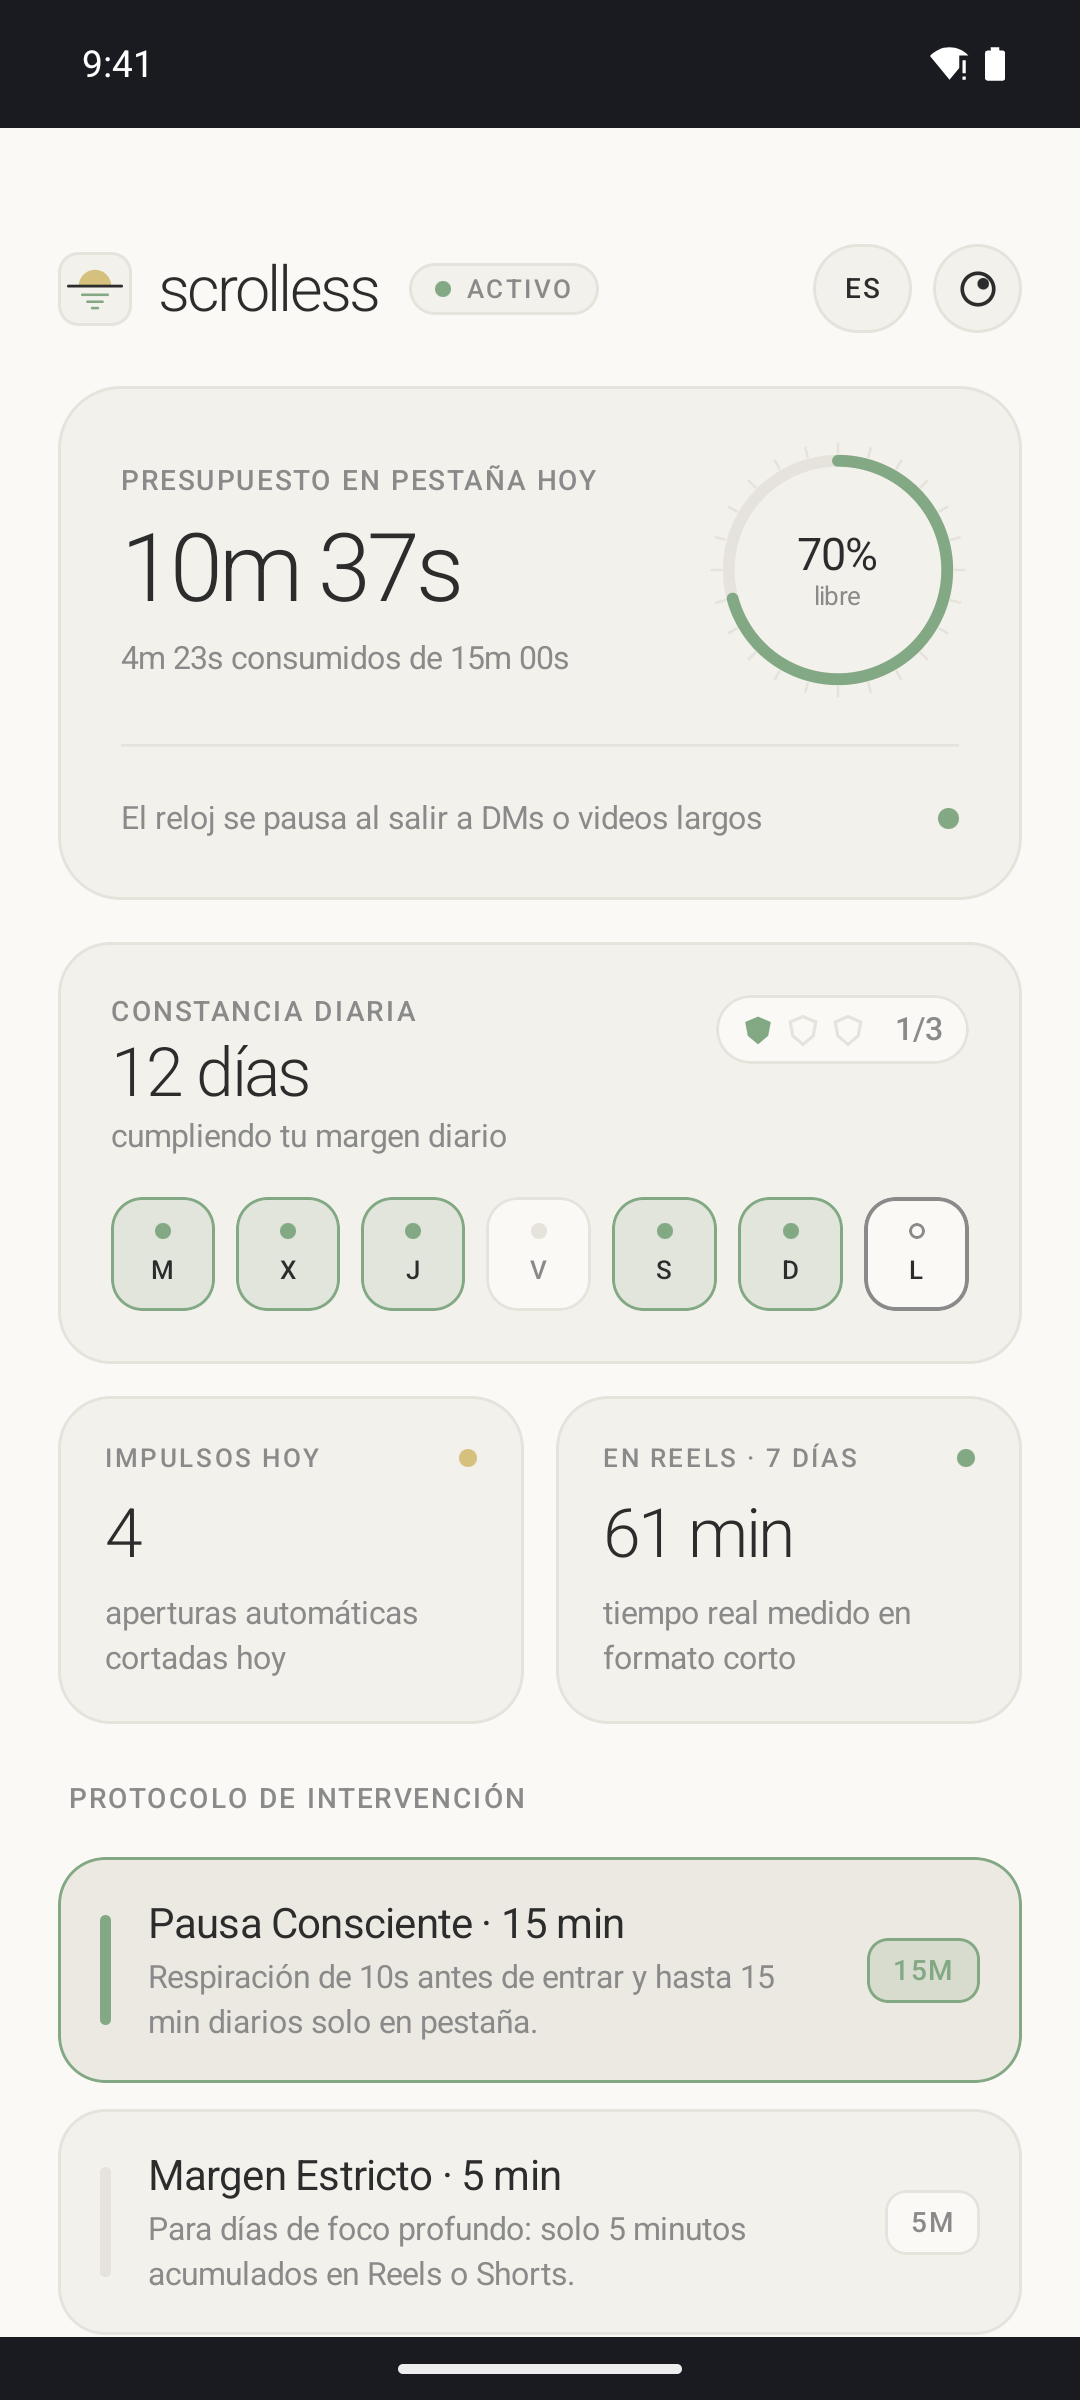 9:41
scrolless
ACTIVO
ES
PRESUPUESTO EN PESTAÑA HOY
10m 37s
4m 23s consumidos de 15m 00s
70%
libre
El reloj se pausa al salir a DMs o videos largos
CONSTANCIA DIARIA
1/3
12 días
cumpliendo tu margen diario
M X J V S D L
IMPULSOS HOY
4
aperturas automáticas
cortadas hoy
EN REELS · 7 DÍAS
61 min
tiempo real medido en
formato corto
PROTOCOLO DE INTERVENCIÓN
Pausa Consciente · 15 min
Respiración de 10s antes de entrar y hasta 15
min diarios solo en pestaña.
15M
Margen Estricto · 5 min
Para días de foco profundo: solo 5 minutos
acumulados en Reels o Shorts.
5M